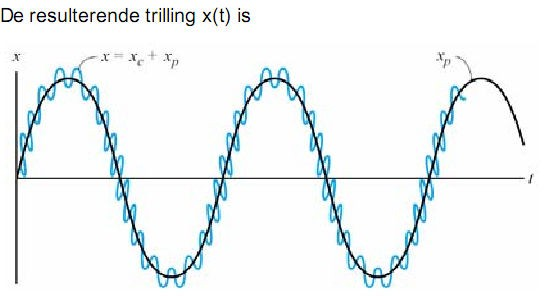 De resulterende trilling x(t) is
x
x = x_c + x_p
x_p
t